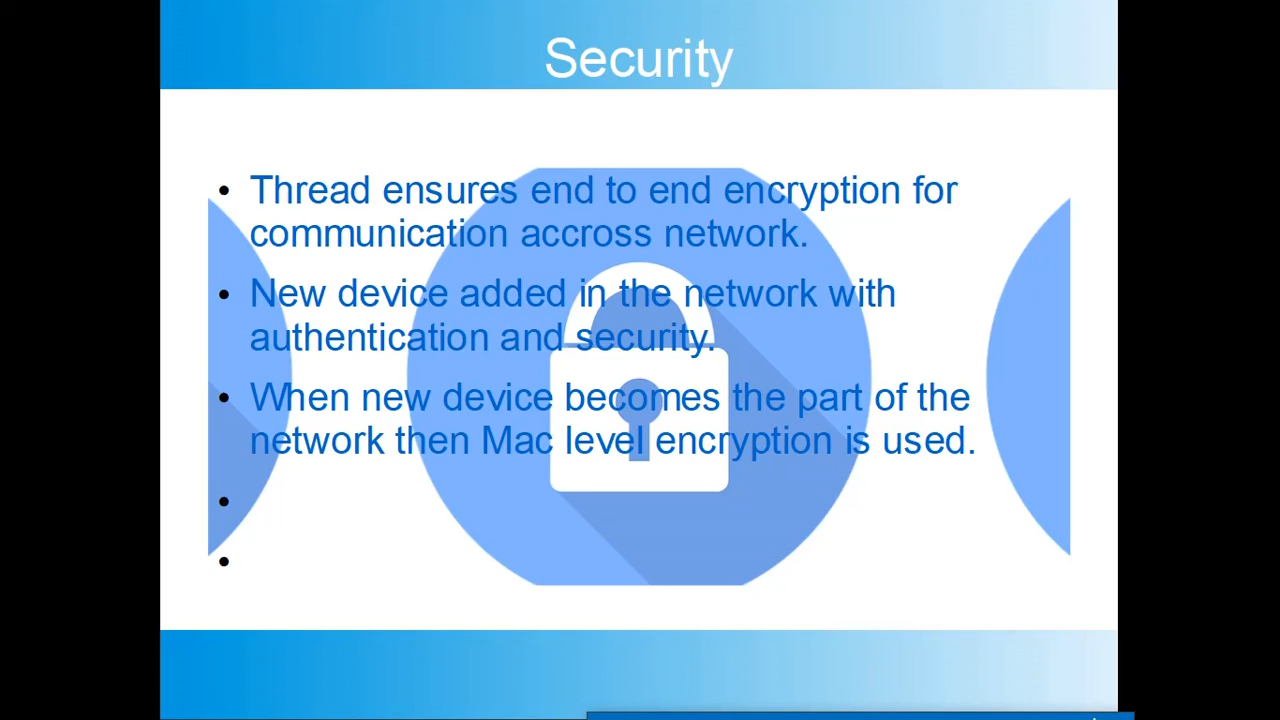 Security
• Thread ensures end to end encryption for
communication accross network.
• New device added in the network with
authentication and security.
• When new device becomes the part of the
network then Mac level encryption is used.
•
•